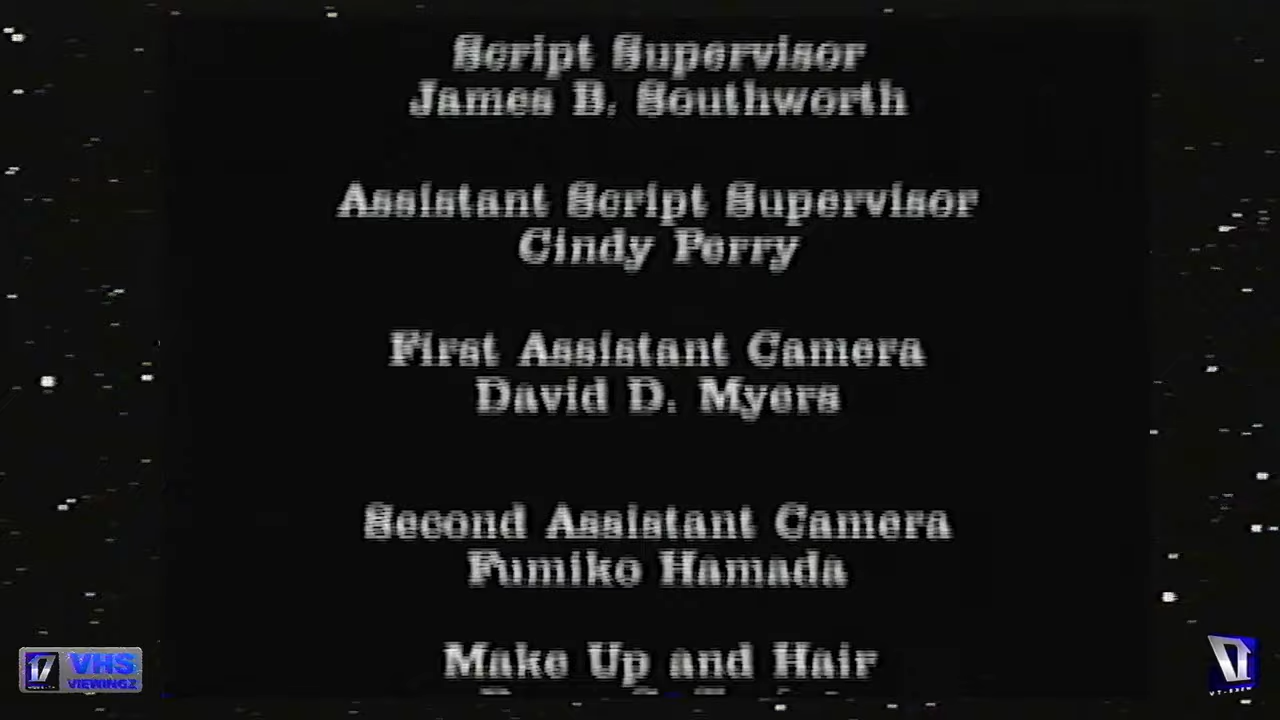 Script Supervisor
James B. Southworth
Assistant Script Supervisor
Cindy Perry
First Assistant Camera
David D. Myers
Second Assistant Camera
Fumiko Hamada
Make Up and Hair
VHS
VIEWINGZ